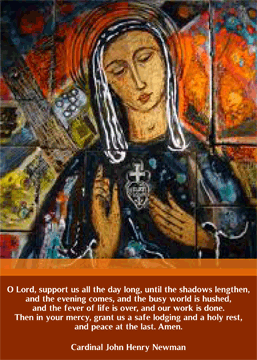 O Lord, support us all the day long, until the shadows lengthen,
and the evening comes, and the busy world is hushed,
and the fever of life is over, and our work is done.
Then in your mercy, grant us a safe lodging and a holy rest,
and peace at the last. Amen.
Cardinal John Henry Newman